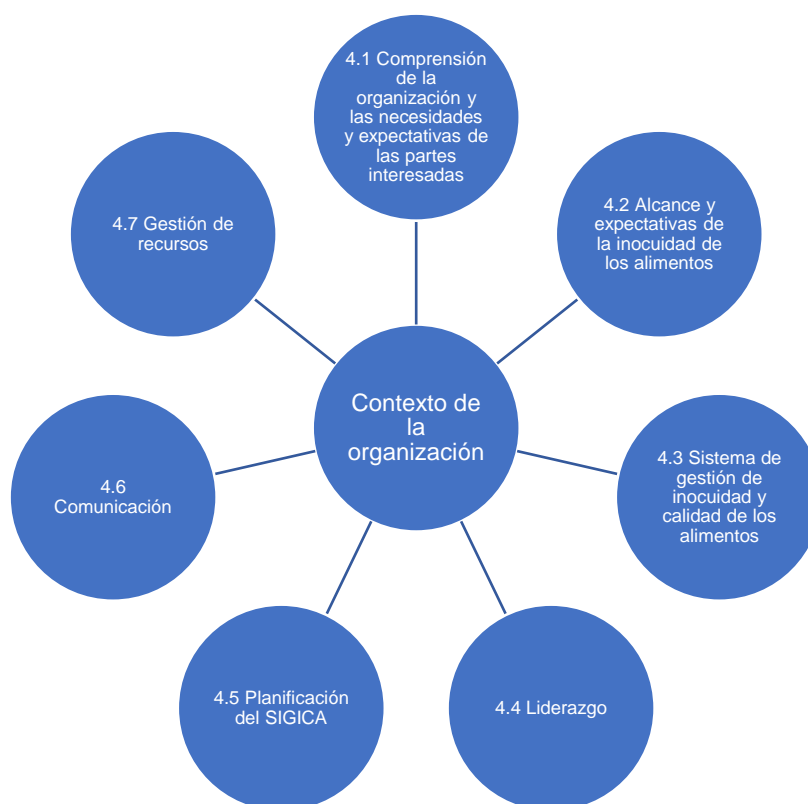 4.1 Comprensión
de la
organización y
las necesidades
y expectativas de
las partes
interesadas
4.2 Alcance y
expectativas de
la inocuidad de
los alimentos
4.3 Sistema de
gestión de
inocuidad y
calidad de los
alimentos
4.4 Liderazgo
4.5 Planificación
del SIGICA
4.6
Comunicación
4.7 Gestión de
recursos
Contexto de
la
organización